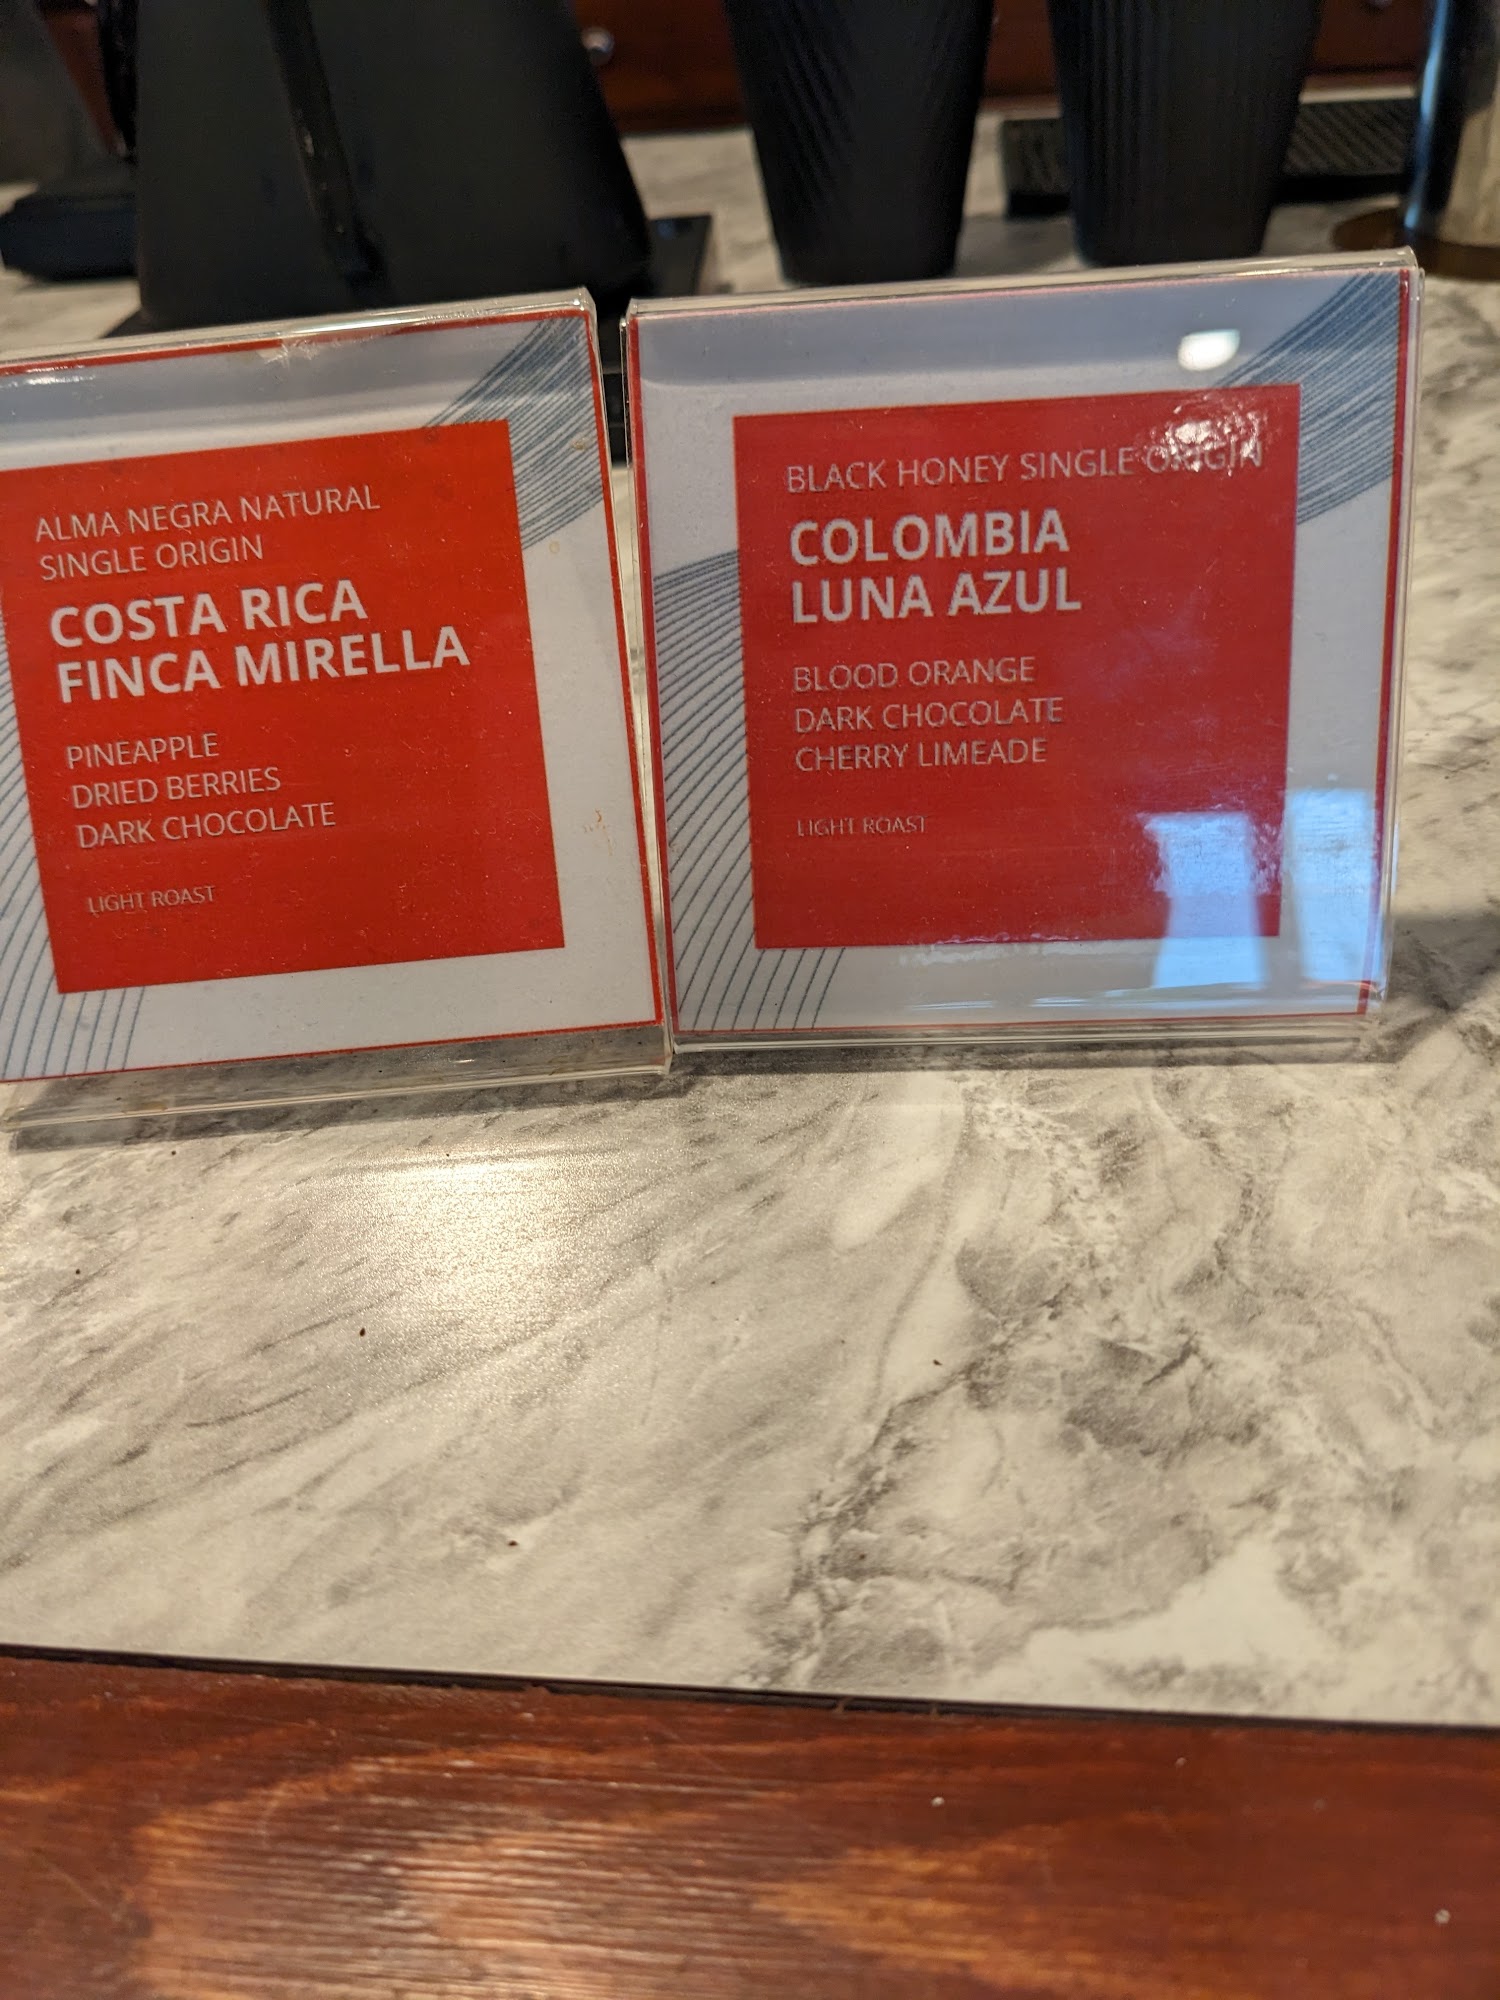 ALMA NEGRA NATURAL
SINGLE ORIGIN
COSTA RICA
FINCA MIRELLA
PINEAPPLE
DRIED BERRIES
DARK CHOCOLATE
LIGHT ROAST
BLACK HONEY SINGLE ORIGIN
COLOMBIA
LUNA AZUL
BLOOD ORANGE
DARK CHOCOLATE
CHERRY LIMEADE
LIGHT ROAST